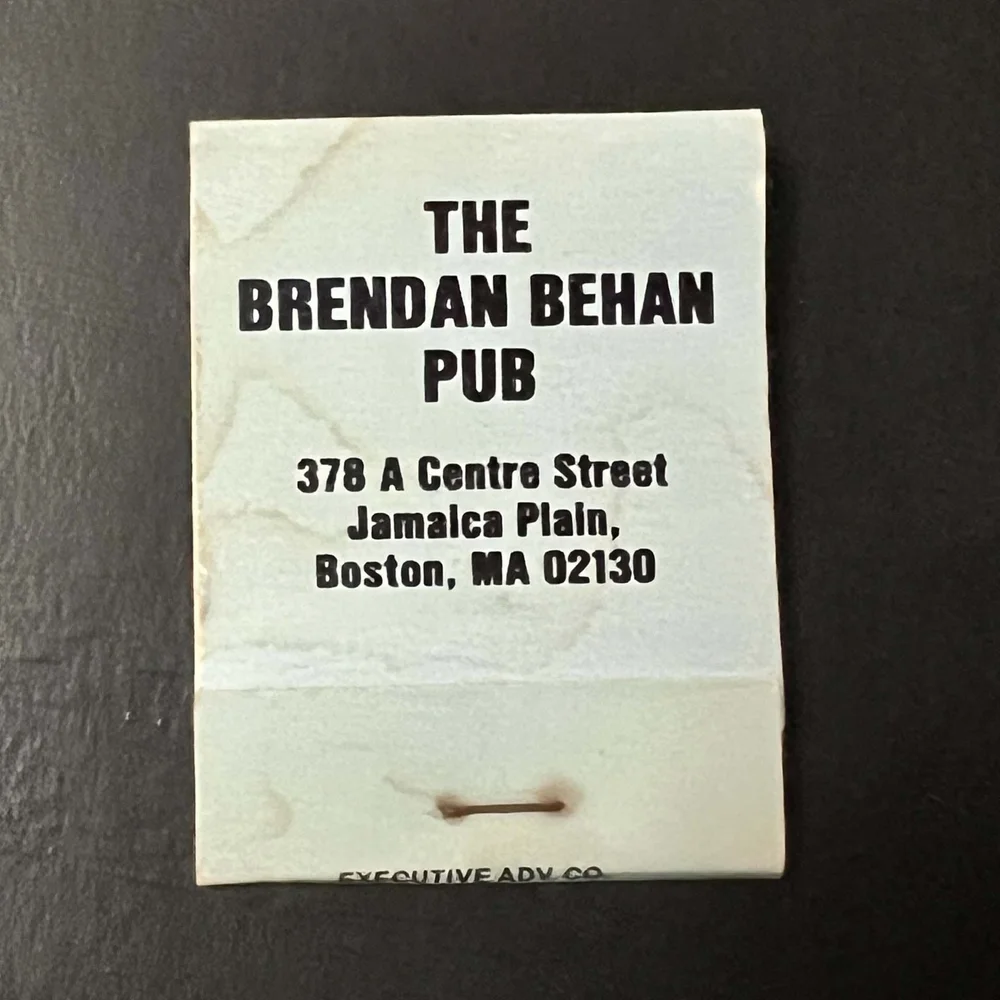 THE
BRENDAN BEHAN
PUB
378 A Centre Street
Jamaica Plain,
Boston, MA 02130
EXECUTIVE ADV. CO.